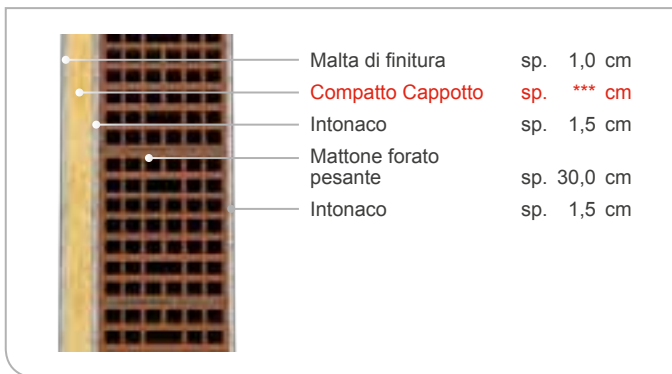 Malta di finitura sp. 1,0 cm
Compatto Cappotto sp. *** cm
Intonaco sp. 1,5 cm
Mattone forato
pesante sp. 30,0 cm
Intonaco sp. 1,5 cm